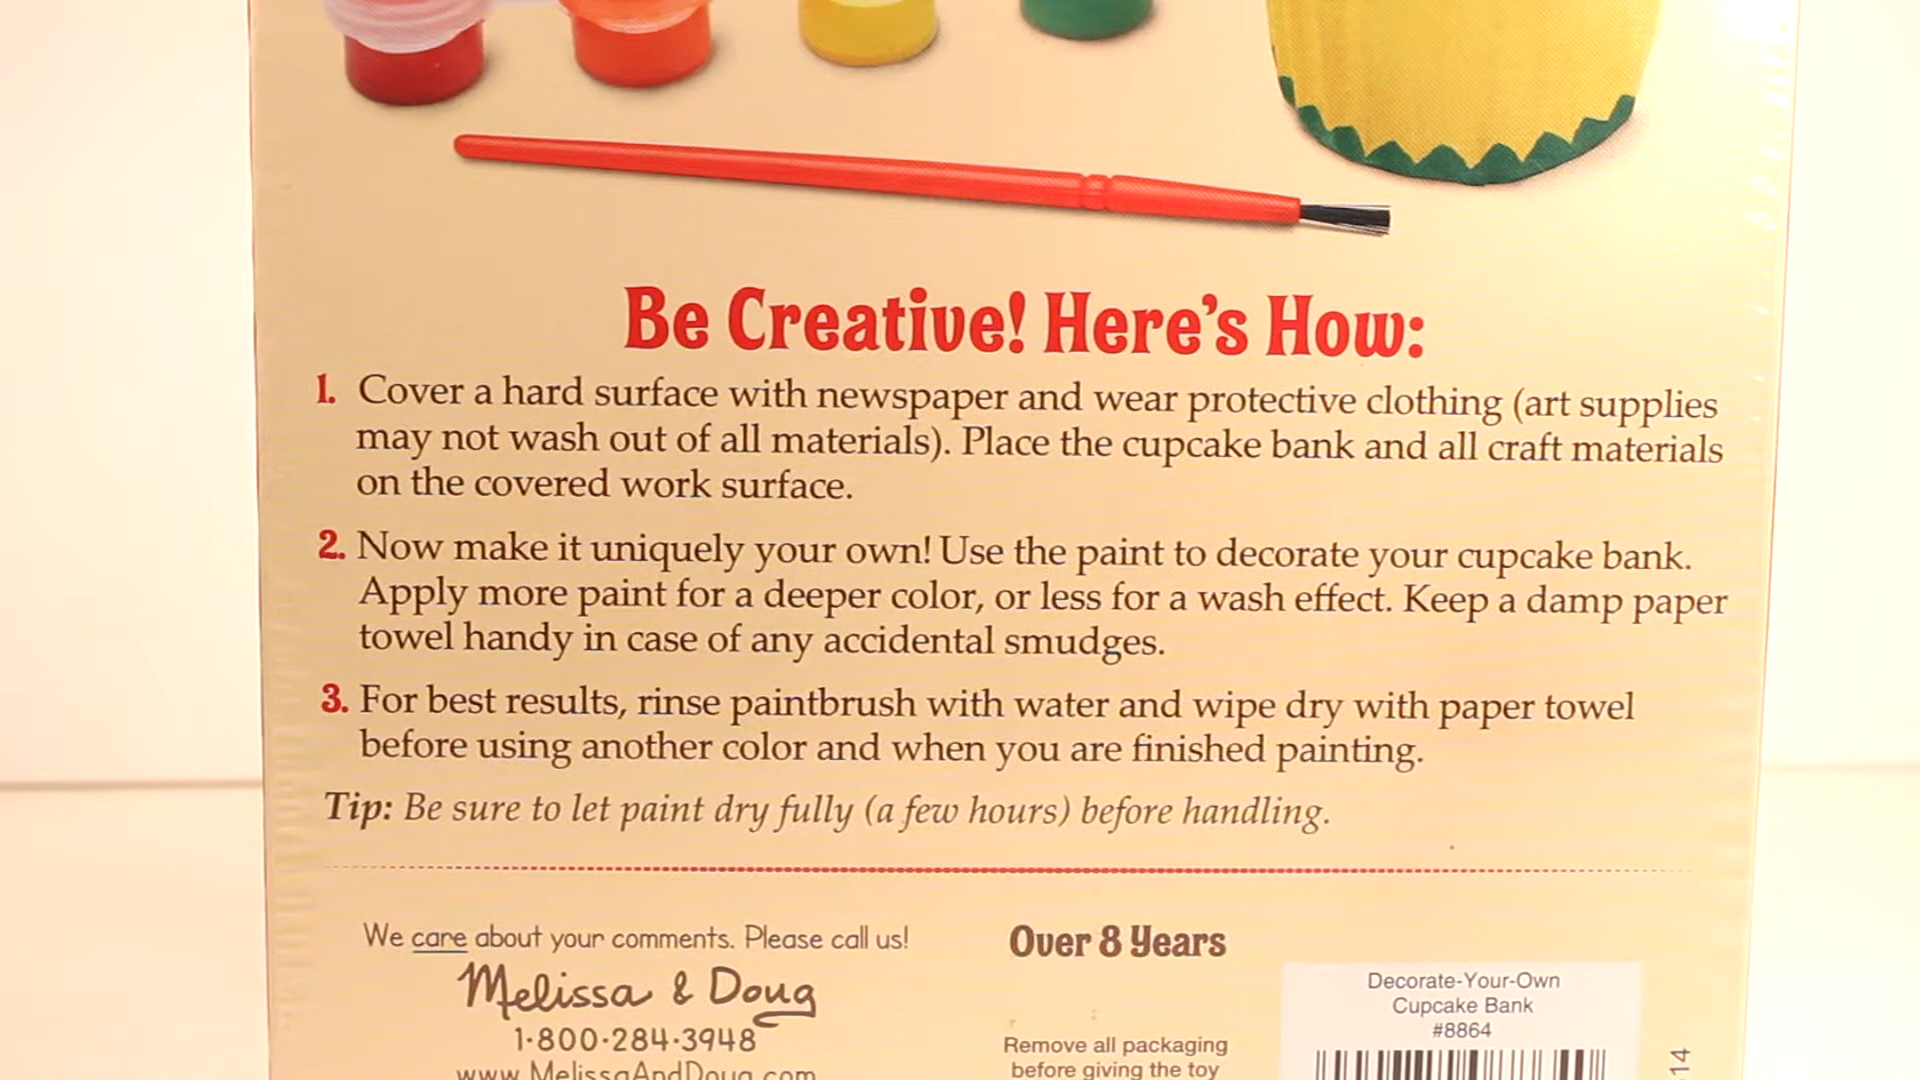 Be Creative! Here's How:
1. Cover a hard surface with newspaper and wear protective clothing (art supplies
may not wash out of all materials). Place the cupcake bank and all craft materials
on the covered work surface.
2. Now make it uniquely your own! Use the paint to decorate your cupcake bank.
Apply more paint for a deeper color, or less for a wash effect. Keep a damp paper
towel handy in case of any accidental smudges.
3. For best results, rinse paintbrush with water and wipe dry with paper towel
before using another color and when you are finished painting.
Tip: Be sure to let paint dry fully (a few hours) before handling.
We care about your comments. Please call us!
Melissa & Doug
1-800-284-3948
www.MelissaAndDoug.com
Over 8 Years
Remove all packaging
before giving the toy
Decorate-Your-Own
Cupcake Bank
#8864